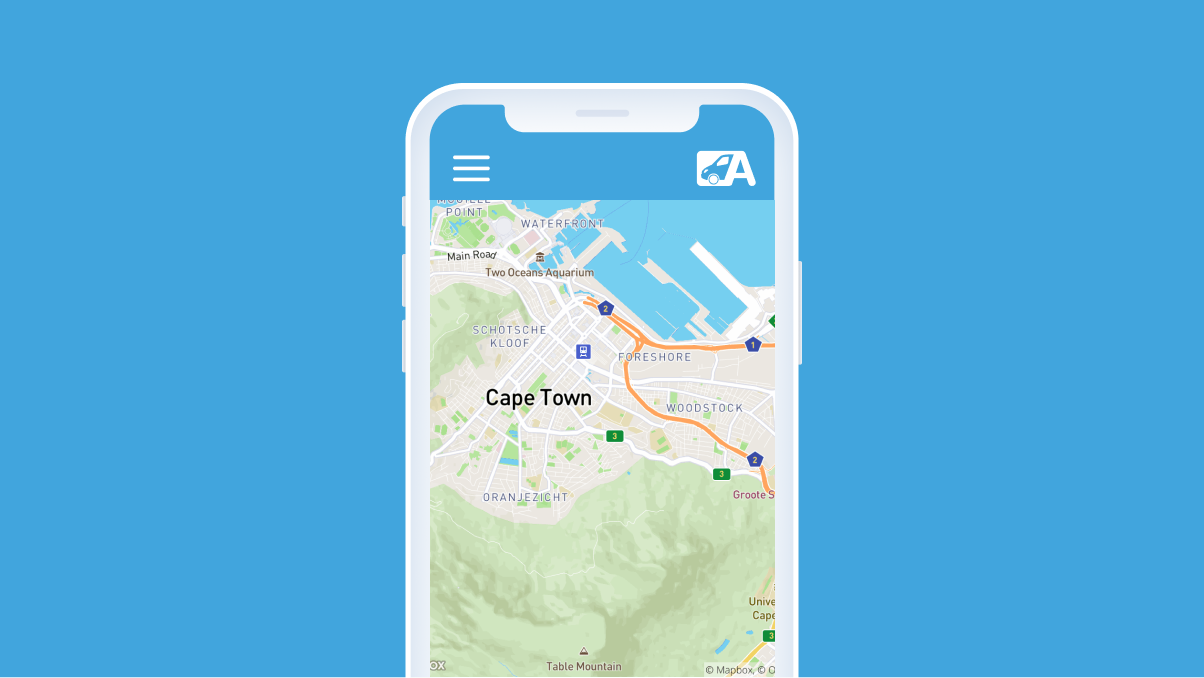 A
POINT
WATERFRONT
Main Road
Two Oceans Aquarium
2
SCHOTSCHE
KLOOF
1
FORESHORE
Cape Town
WOODSTOCK
3
2
3
Groote S
ORANJEZICHT
Unive
Cape
3
Table Mountain
ox
© Mapbox, © O